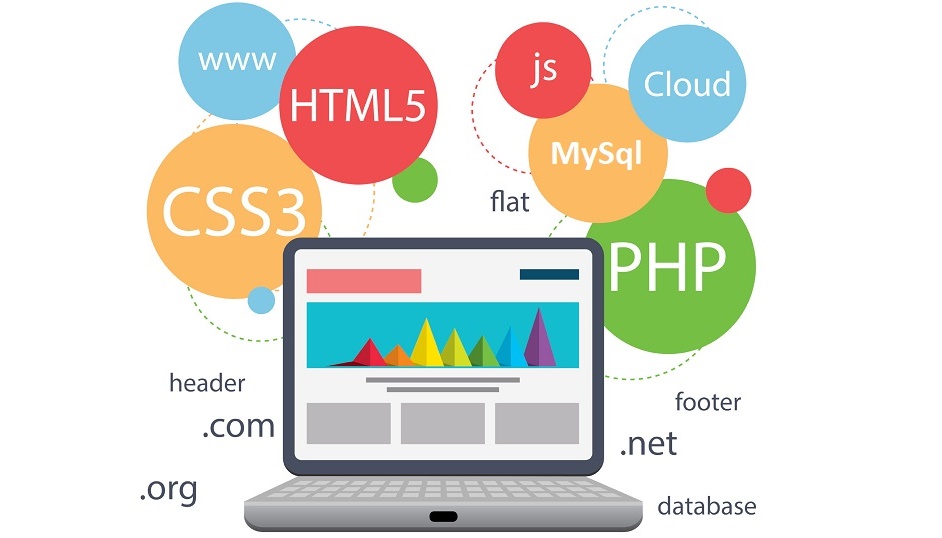 www
HTML5
js
Cloud
MySql
CSS3
flat
PHP
header
footer
.com
.net
.org
database